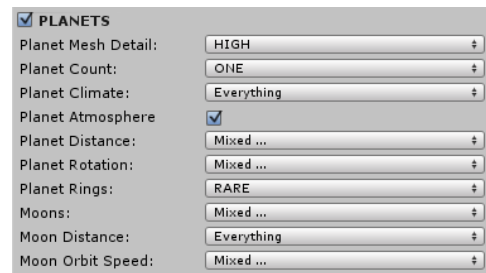 PLANETS
Planet Mesh Detail: HIGH
Planet Count: ONE
Planet Climate: Everything
Planet Atmosphere
Planet Distance: Mixed ...
Planet Rotation: Mixed ...
Planet Rings: RARE
Moons: Mixed ...
Moon Distance: Everything
Moon Orbit Speed: Mixed ...